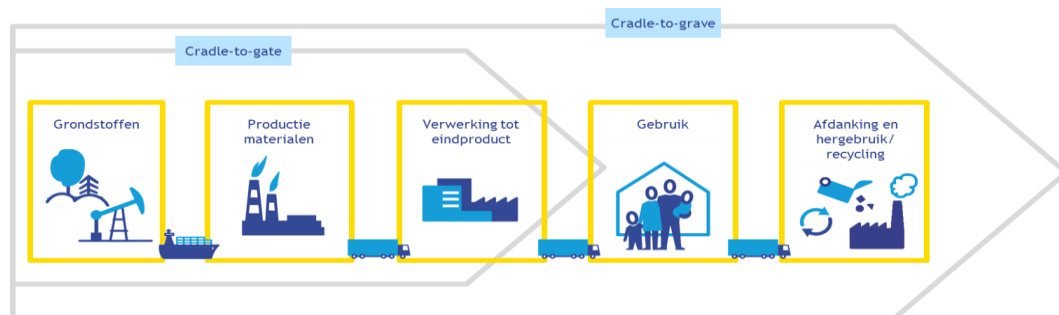 Cradle-to-grave
Cradle-to-gate
Grondstoffen
Productie
materialen
Verwerking tot
eindproduct
Gebruik
Afdanking en
hergebruik/
recycling